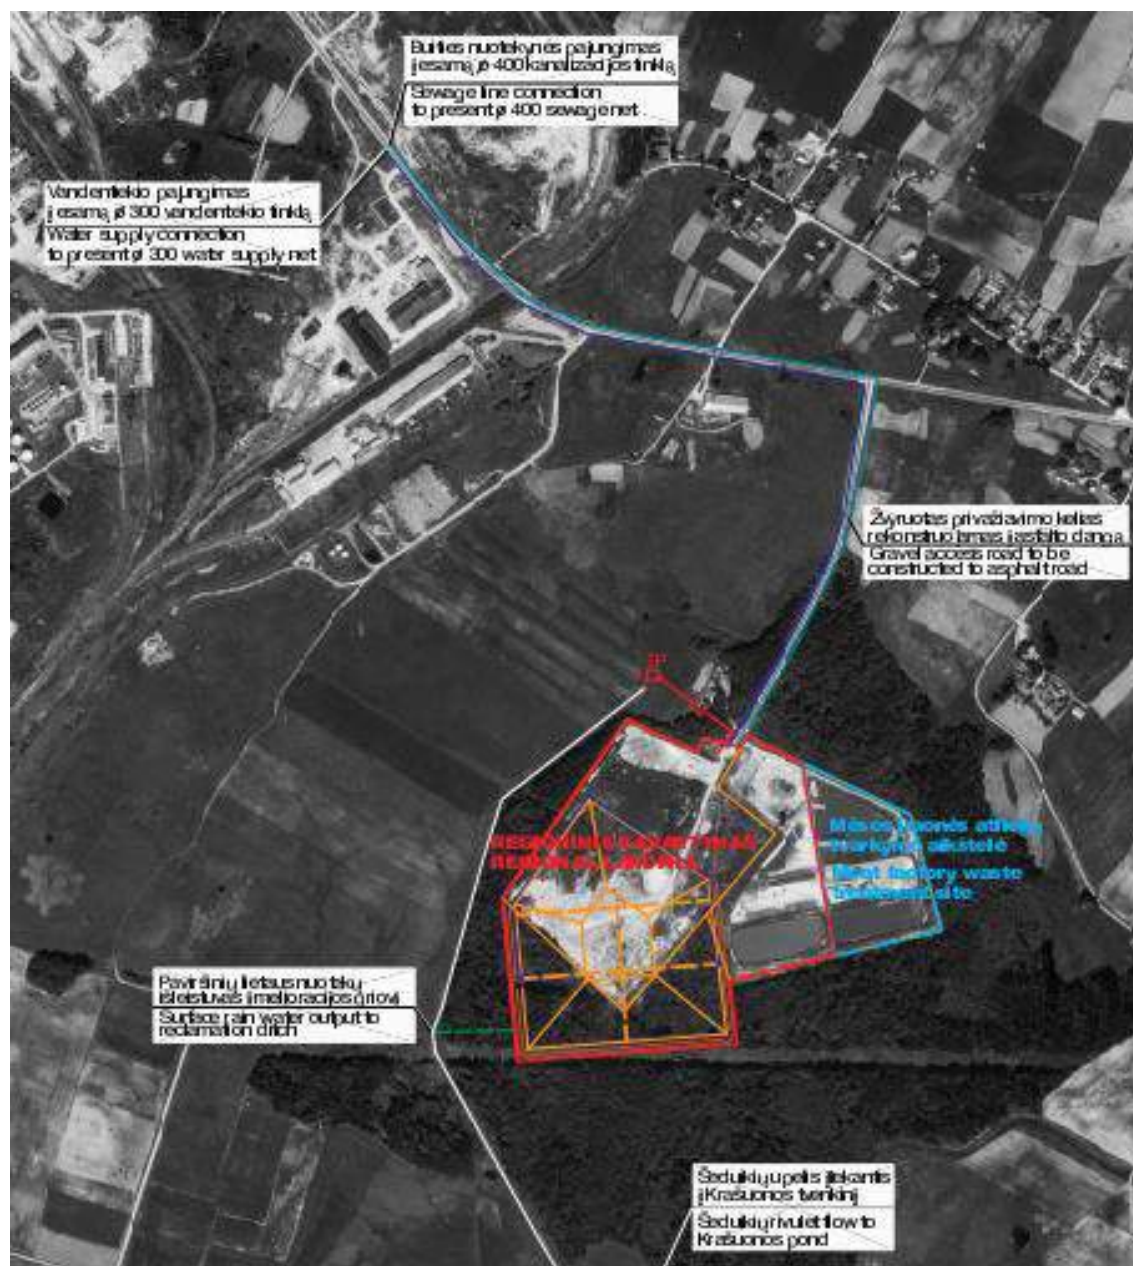 Buities nuotekynės pajungimas
į esamą ø 400 kanalizacijos tinklą
Sewage line connection
to present ø 400 sewage net.
Vandentiekio pajungimas
į esamą ø 300 vandentiekio tinklą
Water supply connection
to present ø 300 water supply net
Žvyruotas privažiavimo kelias
rekonstruojamas į asfalto dangą
Gravel access road to be
constructed to asphalt road
Mėsos įmonės atliekų
tvarkymo aikštelė
Meat factory waste
treatment site
Paviršinių lietaus nuotekų
išleistuvas į melioracijos griovį
Surface rain water output to
reclamation ditch
Šeduikių upelis įtekantis
į Krašuonos tvenkinį
Šeduikių rivulet flow to
Krašuonos pond